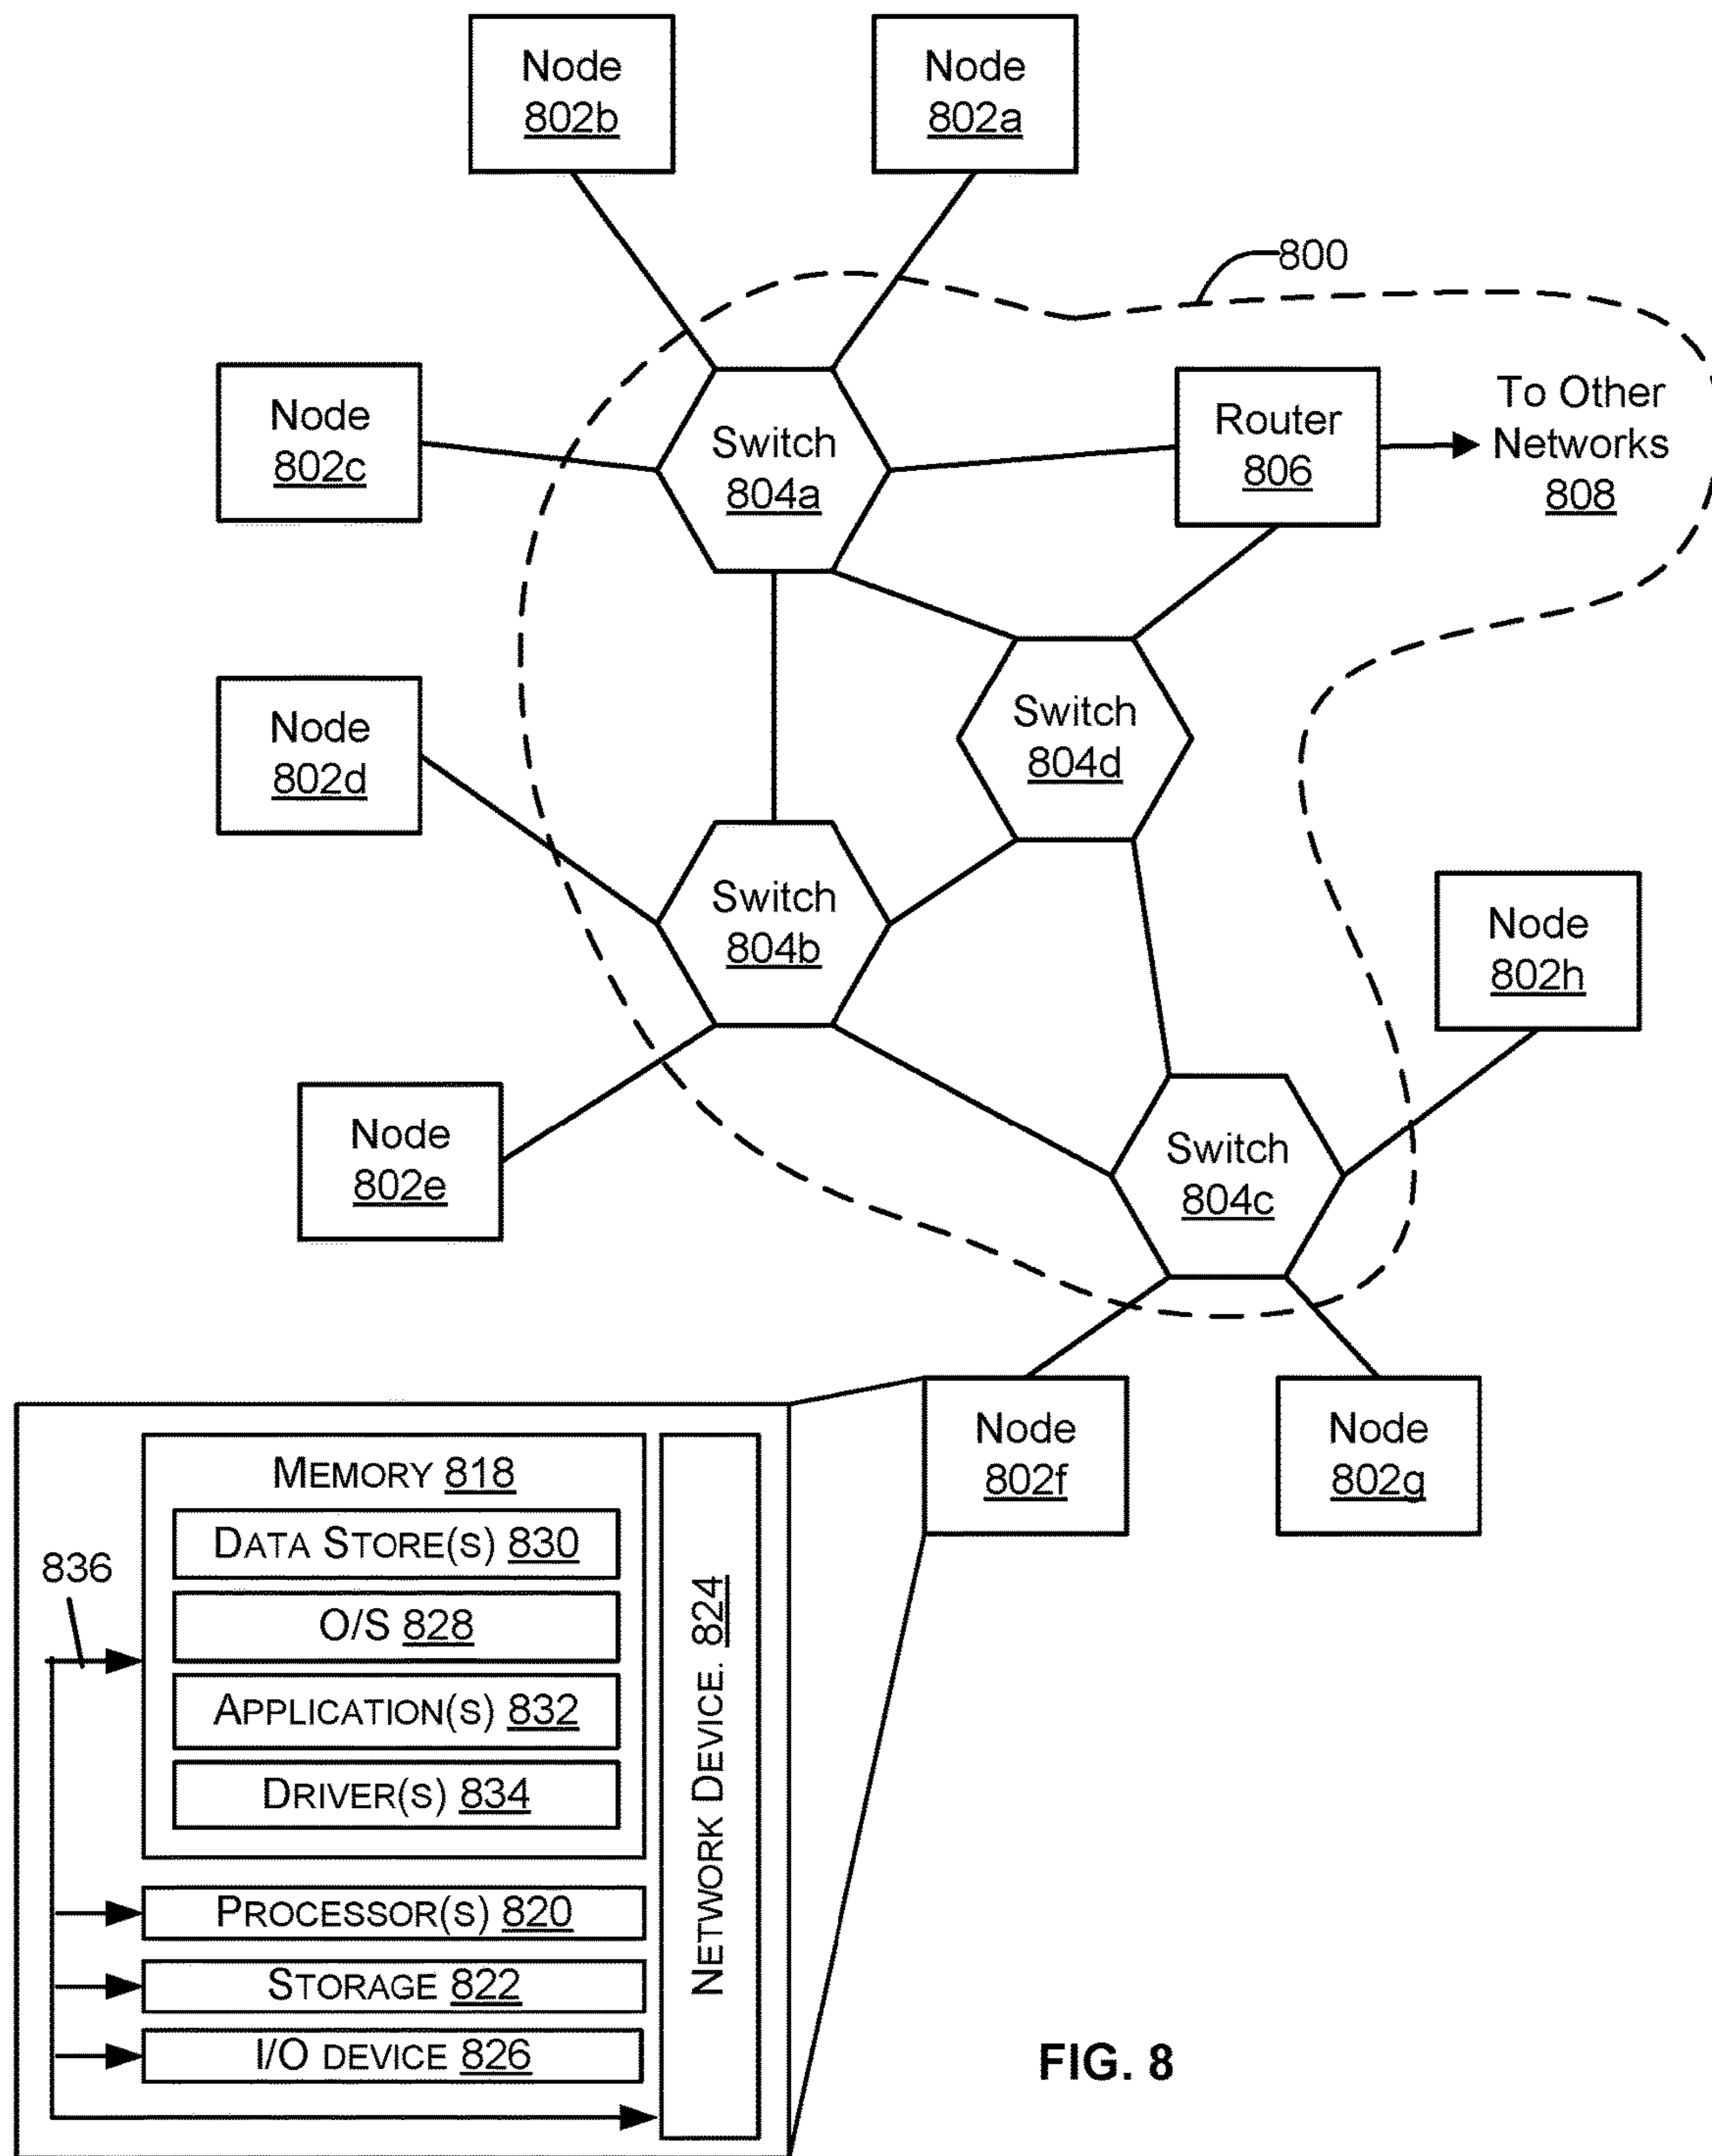 Node
802b
Node
802a
800
Node
802c
Switch
804a
Router
806
To Other
Networks
808
Node
802d
Switch
804d
Switch
804b
Node
802h
Node
802e
Switch
804c
Node
802f
Node
802g
MEMORY 818
DATA STORE(S) 830
836
O/S 828
APPLICATION(S) 832
DRIVER(S) 834
NETWORK DEVICE. 824
PROCESSOR(S) 820
STORAGE 822
I/O DEVICE 826
FIG. 8